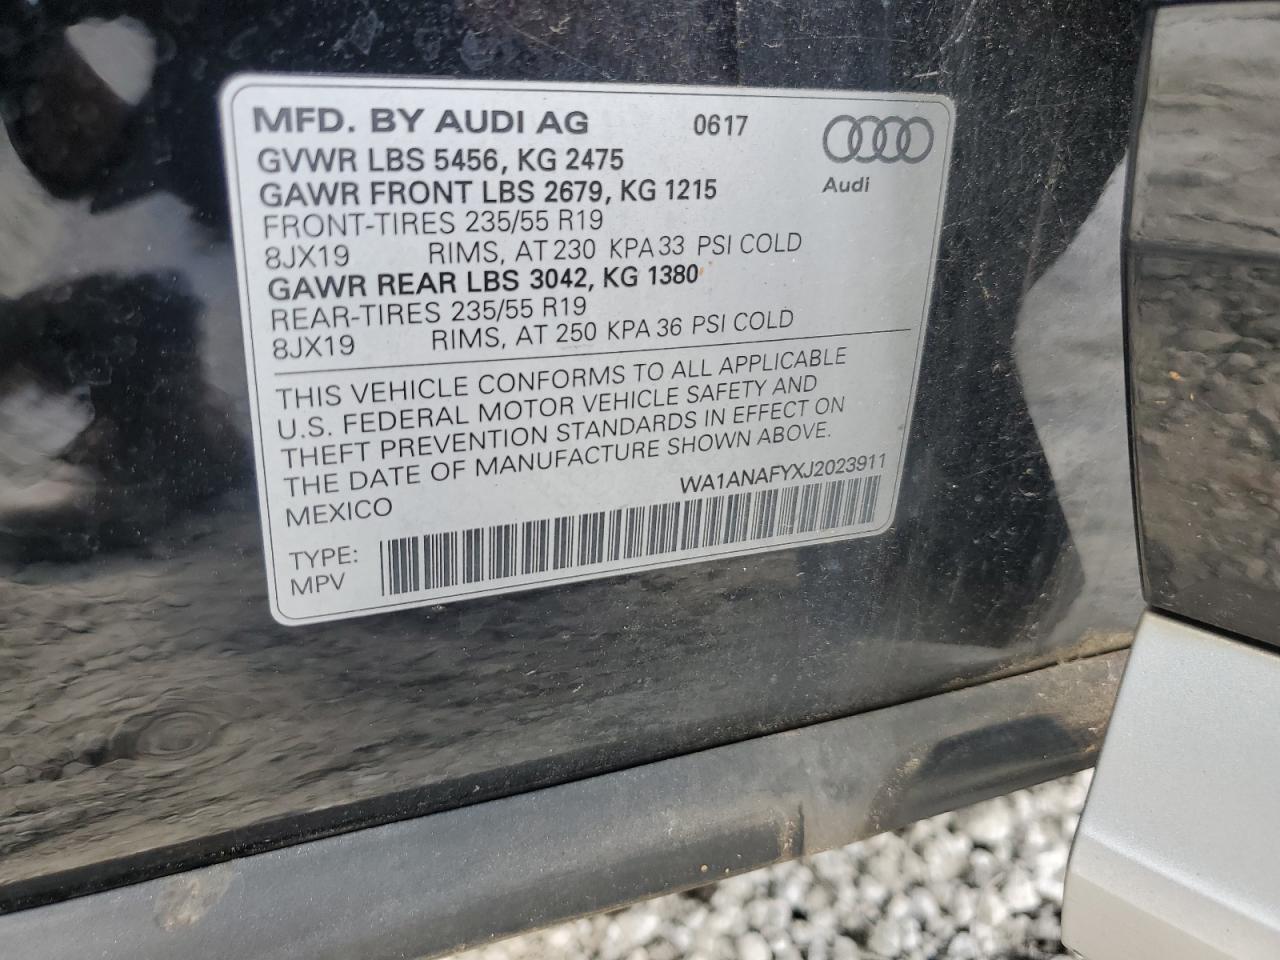 MFD. BY AUDI AG 0617
GVWR LBS 5456, KG 2475
GAWR FRONT LBS 2679, KG 1215
FRONT-TIRES 235/55 R19
8JX19 RIMS, AT 230 KPA 33 PSI COLD
GAWR REAR LBS 3042, KG 1380
REAR-TIRES 235/55 R19
8JX19 RIMS, AT 250 KPA 36 PSI COLD
Audi
THIS VEHICLE CONFORMS TO ALL APPLICABLE
U.S. FEDERAL MOTOR VEHICLE SAFETY AND
THEFT PREVENTION STANDARDS IN EFFECT ON
THE DATE OF MANUFACTURE SHOWN ABOVE.
MEXICO
WA1ANAFYXJ2023911
TYPE:
MPV